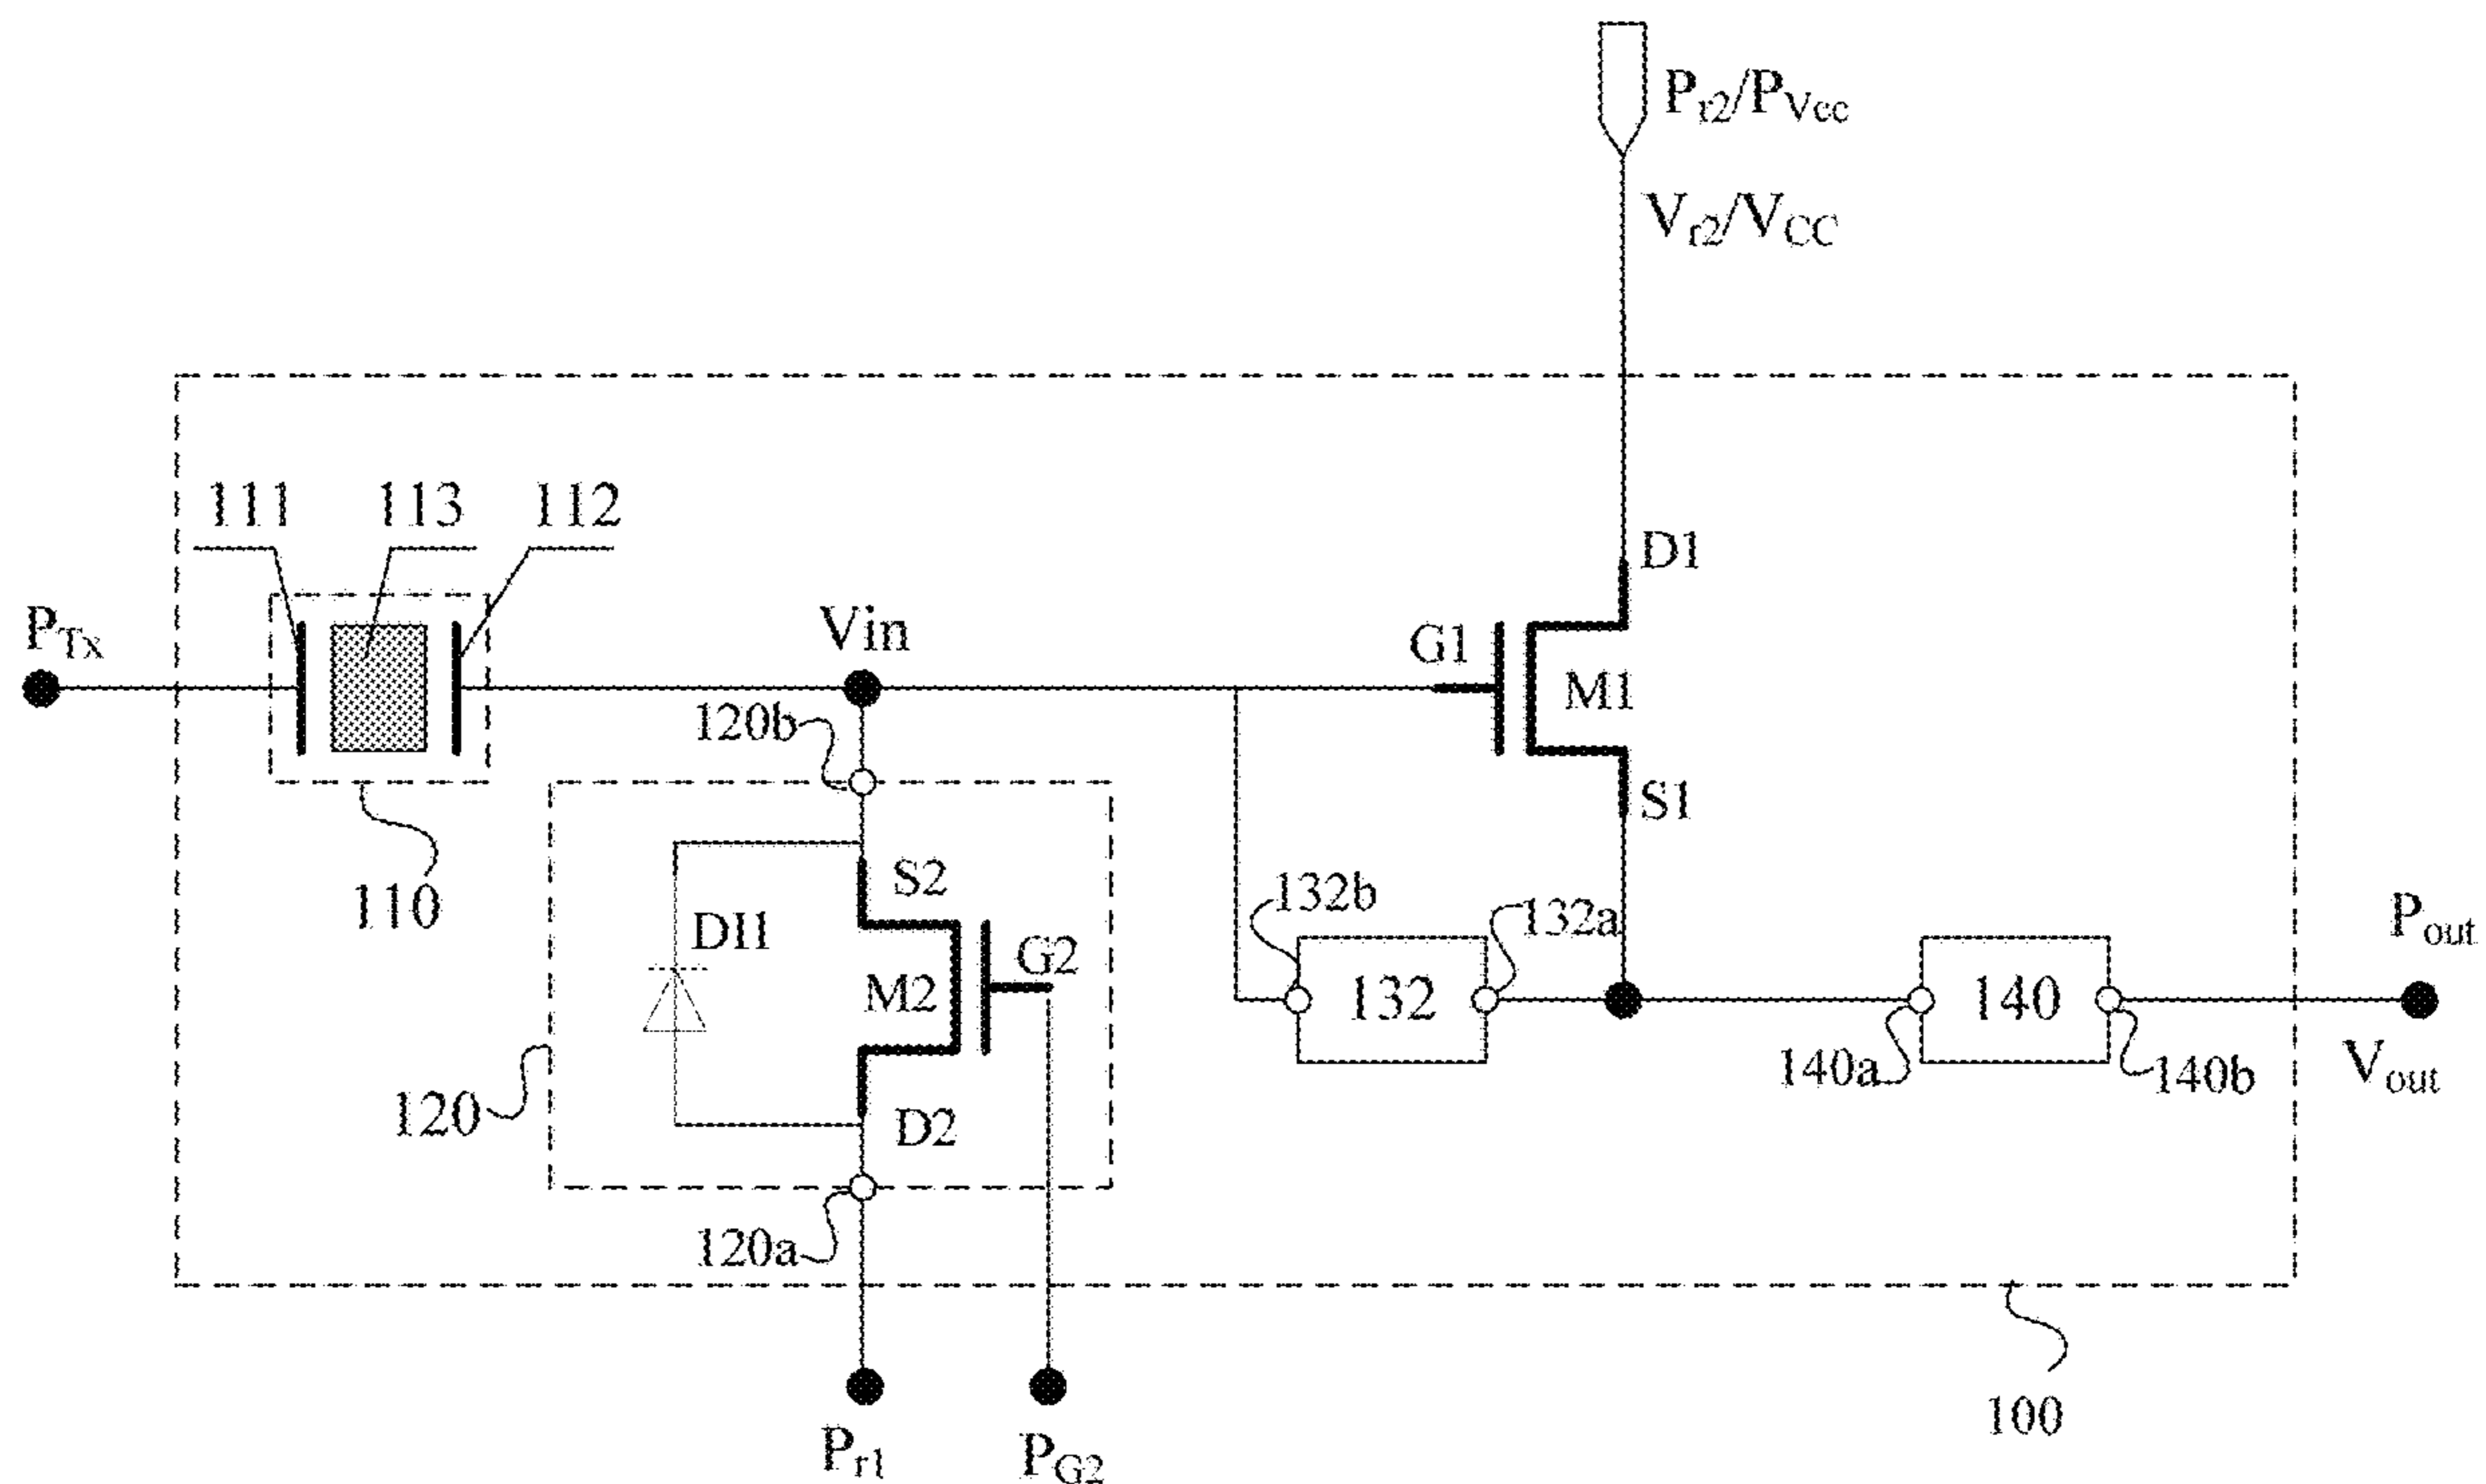 Pr2/PVcc
Vr2/VCC
111
113
112
D1
PTx
Vin
G1
M1
120b
S1
110
S2
132b
132a
DI1
G2
Pout
M2
132
140
120
D2
140a
140b
Vout
120a
100
Pr1
PG2